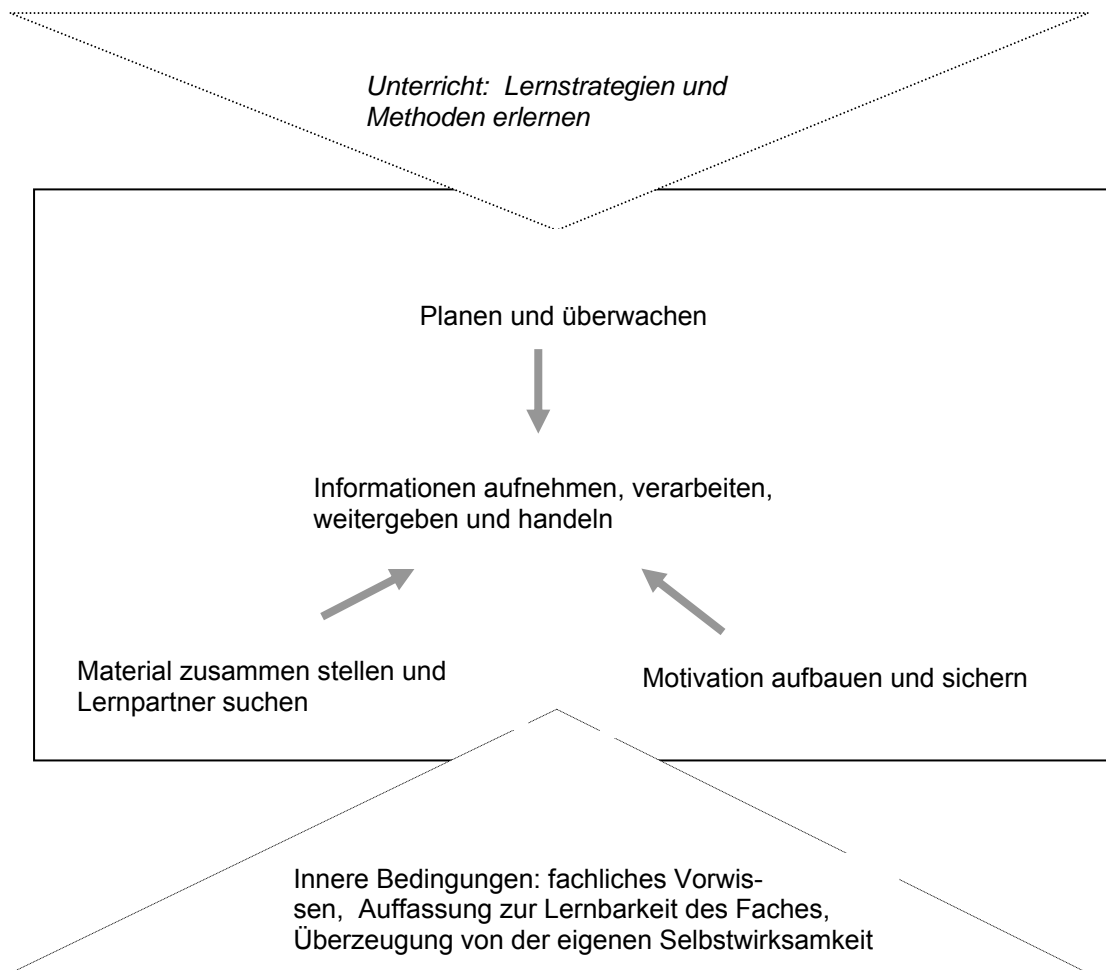 Unterricht: Lernstrategien und
Methoden erlernen
Planen und überwachen
Informationen aufnehmen, verarbeiten,
weitergeben und handeln
Material zusammen stellen und
Lernpartner suchen
Motivation aufbauen und sichern
Innere Bedingungen: fachliches Vorwis-
sen, Auffassung zur Lernbarkeit des Faches,
Überzeugung von der eigenen Selbstwirksamkeit